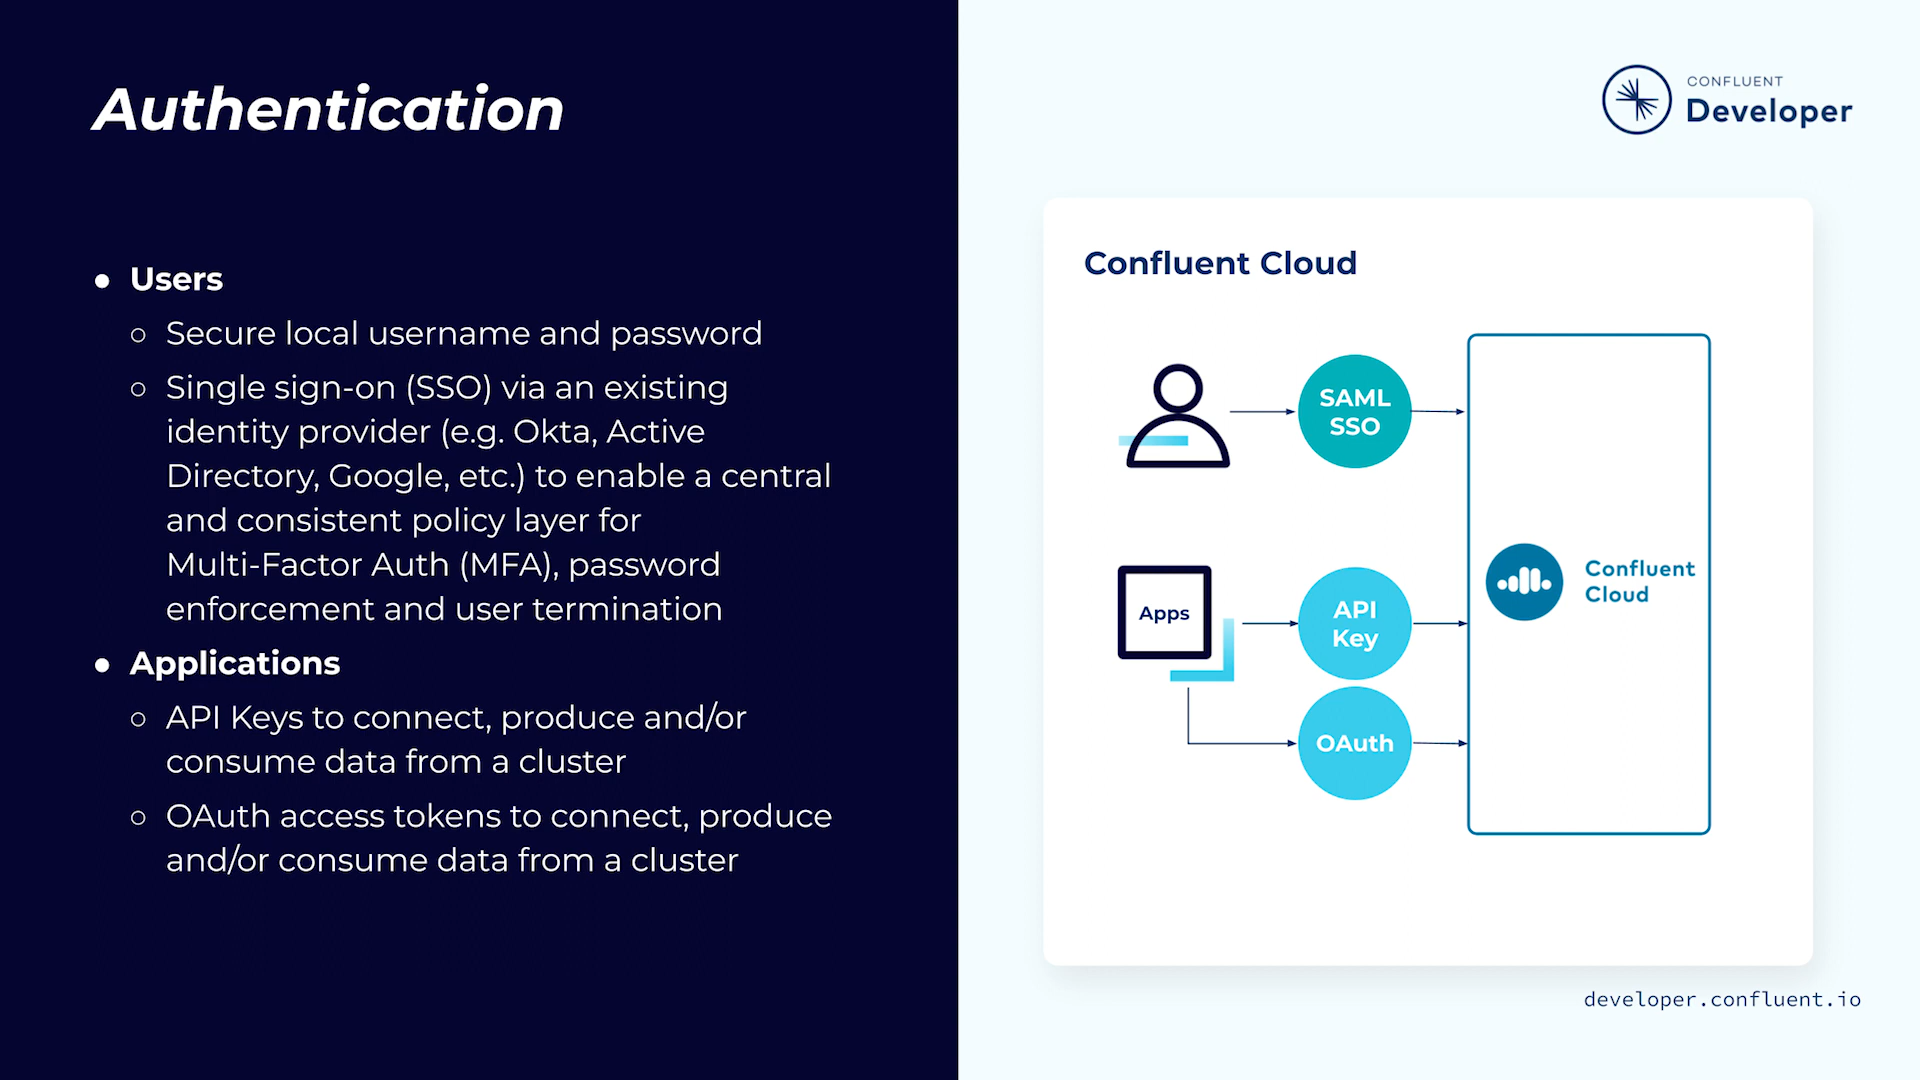 Authentication
● Users
○ Secure local username and password
○ Single sign-on (SSO) via an existing
identity provider (e.g. Okta, Active
Directory, Google, etc.) to enable a central
and consistent policy layer for
Multi-Factor Auth (MFA), password
enforcement and user termination
● Applications
○ API Keys to connect, produce and/or
consume data from a cluster
○ OAuth access tokens to connect, produce
and/or consume data from a cluster
CONFLUENT
Developer
Confluent Cloud
SAML
SSO
Apps
API
Key
OAuth
Confluent
Cloud
developer.confluent.io